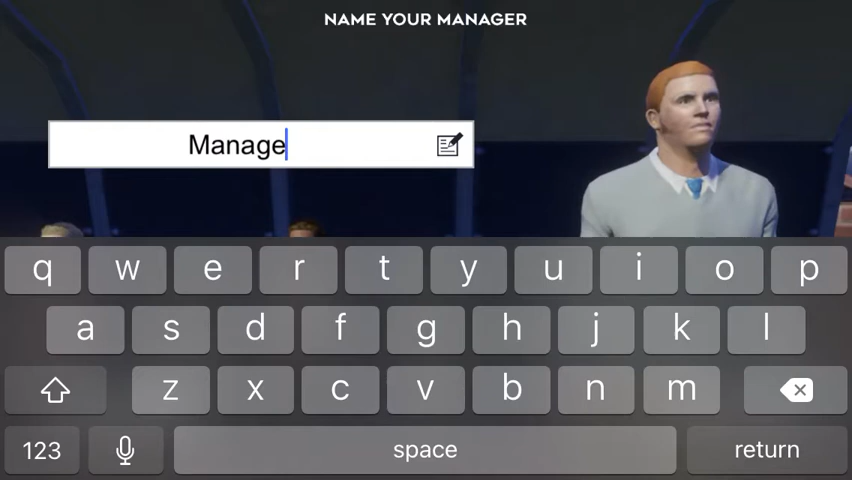 NAME YOUR MANAGER
Manage
q w e r t y u i o p
a s d f g h j k l
z x c v b n m
123 space return